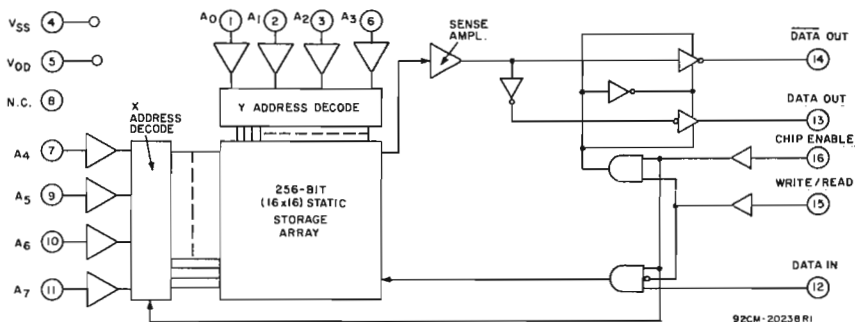 A0 1 A1 2 A2 3 A3 6
VSS 4
VOD 5
N.C. 8
SENSE
AMPL.
DATA OUT
14
Y ADDRESS DECODE
DATA OUT
13
X
ADDRESS
DECODE
A4 7
CHIP ENABLE
16
WRITE/READ
15
A5 9
256-BIT
(16x16) STATIC
STORAGE
ARRAY
A6 10
A7 11
DATA IN
12
92CM-20238R1